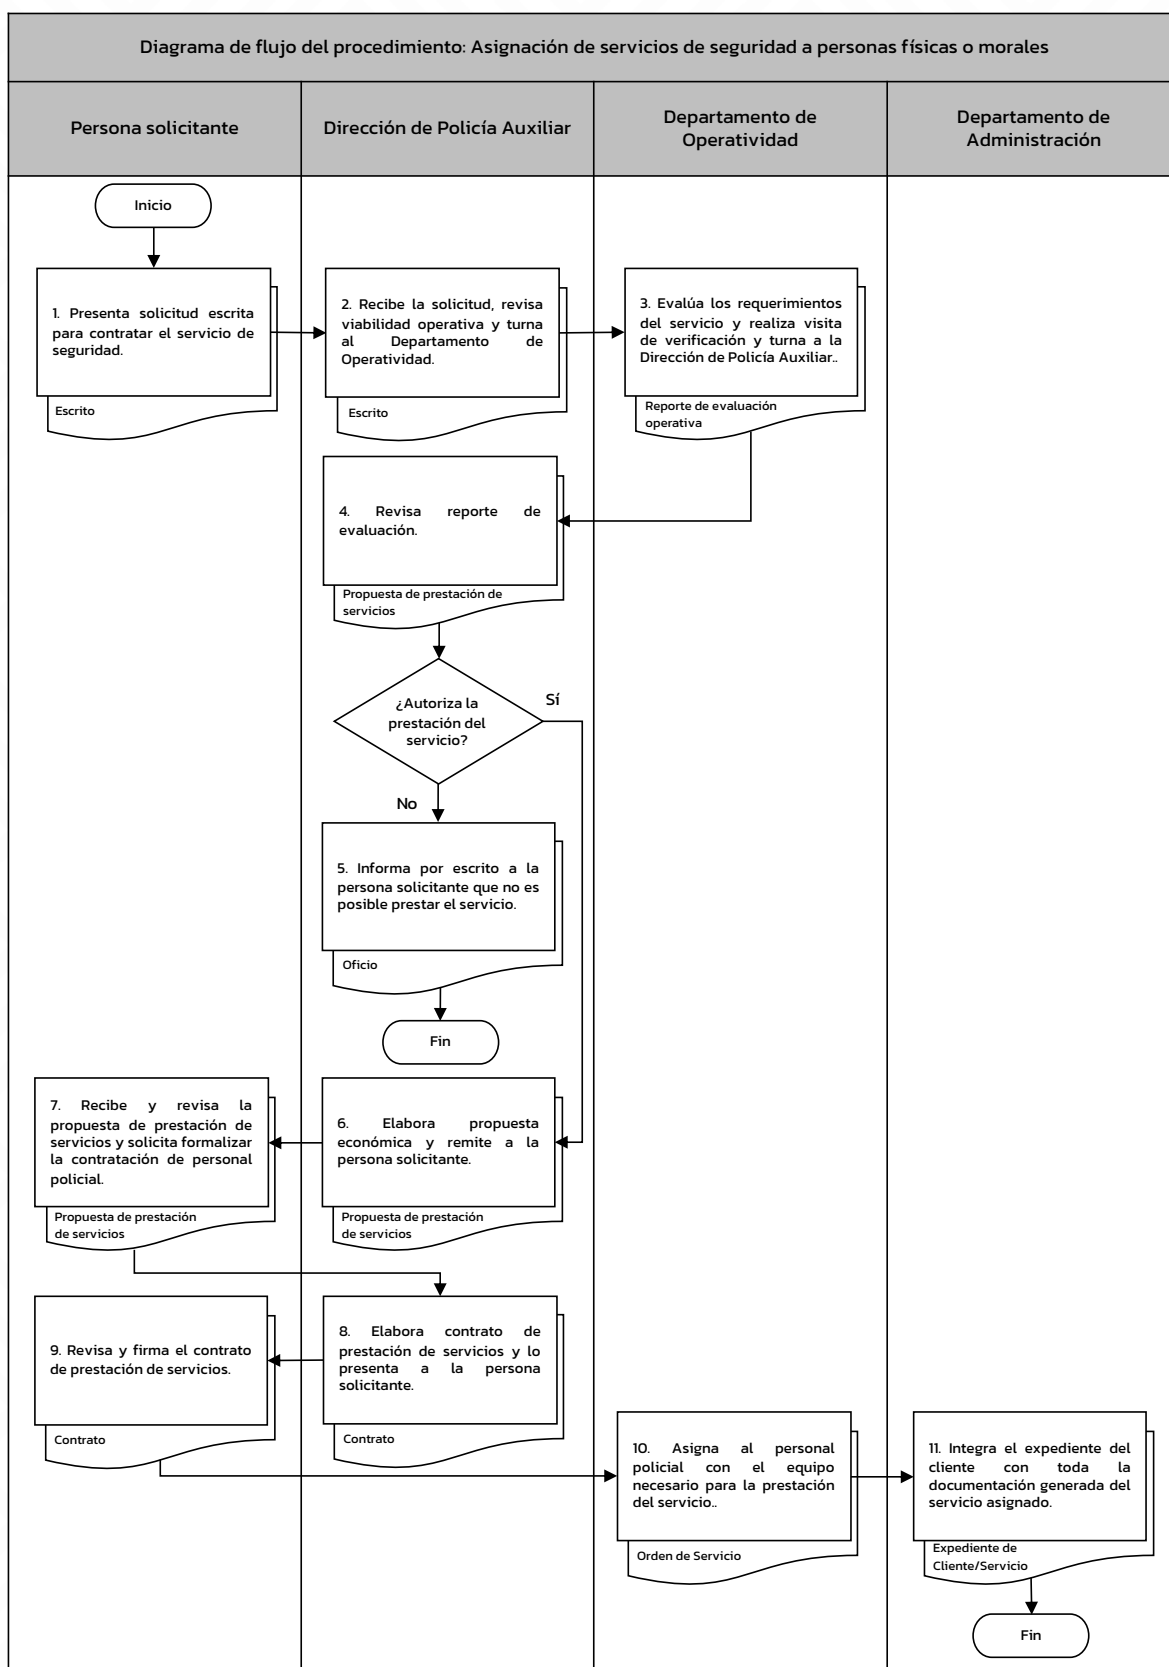 Diagrama de flujo del procedimiento: Asignación de servicios de seguridad a personas físicas o morales
Persona solicitante
Dirección de Policía Auxiliar
Departamento de
Operatividad
Departamento de
Administración
Inicio
1. Presenta solicitud escrita
para contratar el servicio de
seguridad.
Escrito
2. Recibe la solicitud, revisa
viabilidad operativa y turna
al Departamento de
Operatividad.
Escrito
3. Evalúa los requerimientos
del servicio y realiza visita
de verificación y turna a la
Dirección de Policía Auxiliar..
Reporte de evaluación
operativa
4. Revisa reporte de
evaluación.
Propuesta de prestación de
servicios
¿Autoriza la
prestación del
servicio?
Sí
No
5. Informa por escrito a la
persona solicitante que no es
posible prestar el servicio.
Oficio
Fin
6. Elabora propuesta
económica y remite a la
persona solicitante.
Propuesta de prestación
de servicios
7. Recibe y revisa la
propuesta de prestación de
servicios y solicita formalizar
la contratación de personal
policial.
Propuesta de prestación
de servicios
8. Elabora contrato de
prestación de servicios y lo
presenta a la persona
solicitante.
Contrato
9. Revisa y firma el contrato
de prestación de servicios.
Contrato
10. Asigna al personal
policial con el equipo
necesario para la prestación
del servicio..
Orden de Servicio
11. Integra el expediente del
cliente con toda la
documentación generada del
servicio asignado.
Expediente de
Cliente/Servicio
Fin